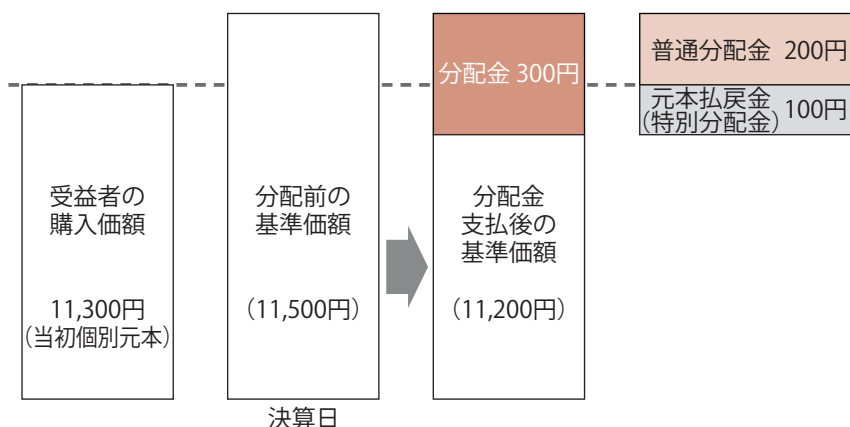 受益者の
購入価額
11,300円
（当初個別元本）
分配前の
基準価額
（11,500円）
決算日
分配金 300円
分配金
支払後の
基準価額
（11,200円）
普通分配金 200円
元本払戻金
（特別分配金）
100円